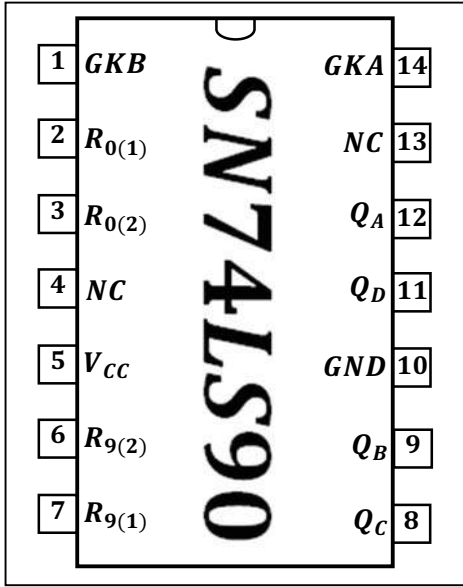 1 GKB GKA 14
2 R0(1) NC 13
3 R0(2) QA 12
4 NC QD 11
5 VCC GND 10
6 R9(2) QB 9
7 R9(1) QC 8
SN74LS90